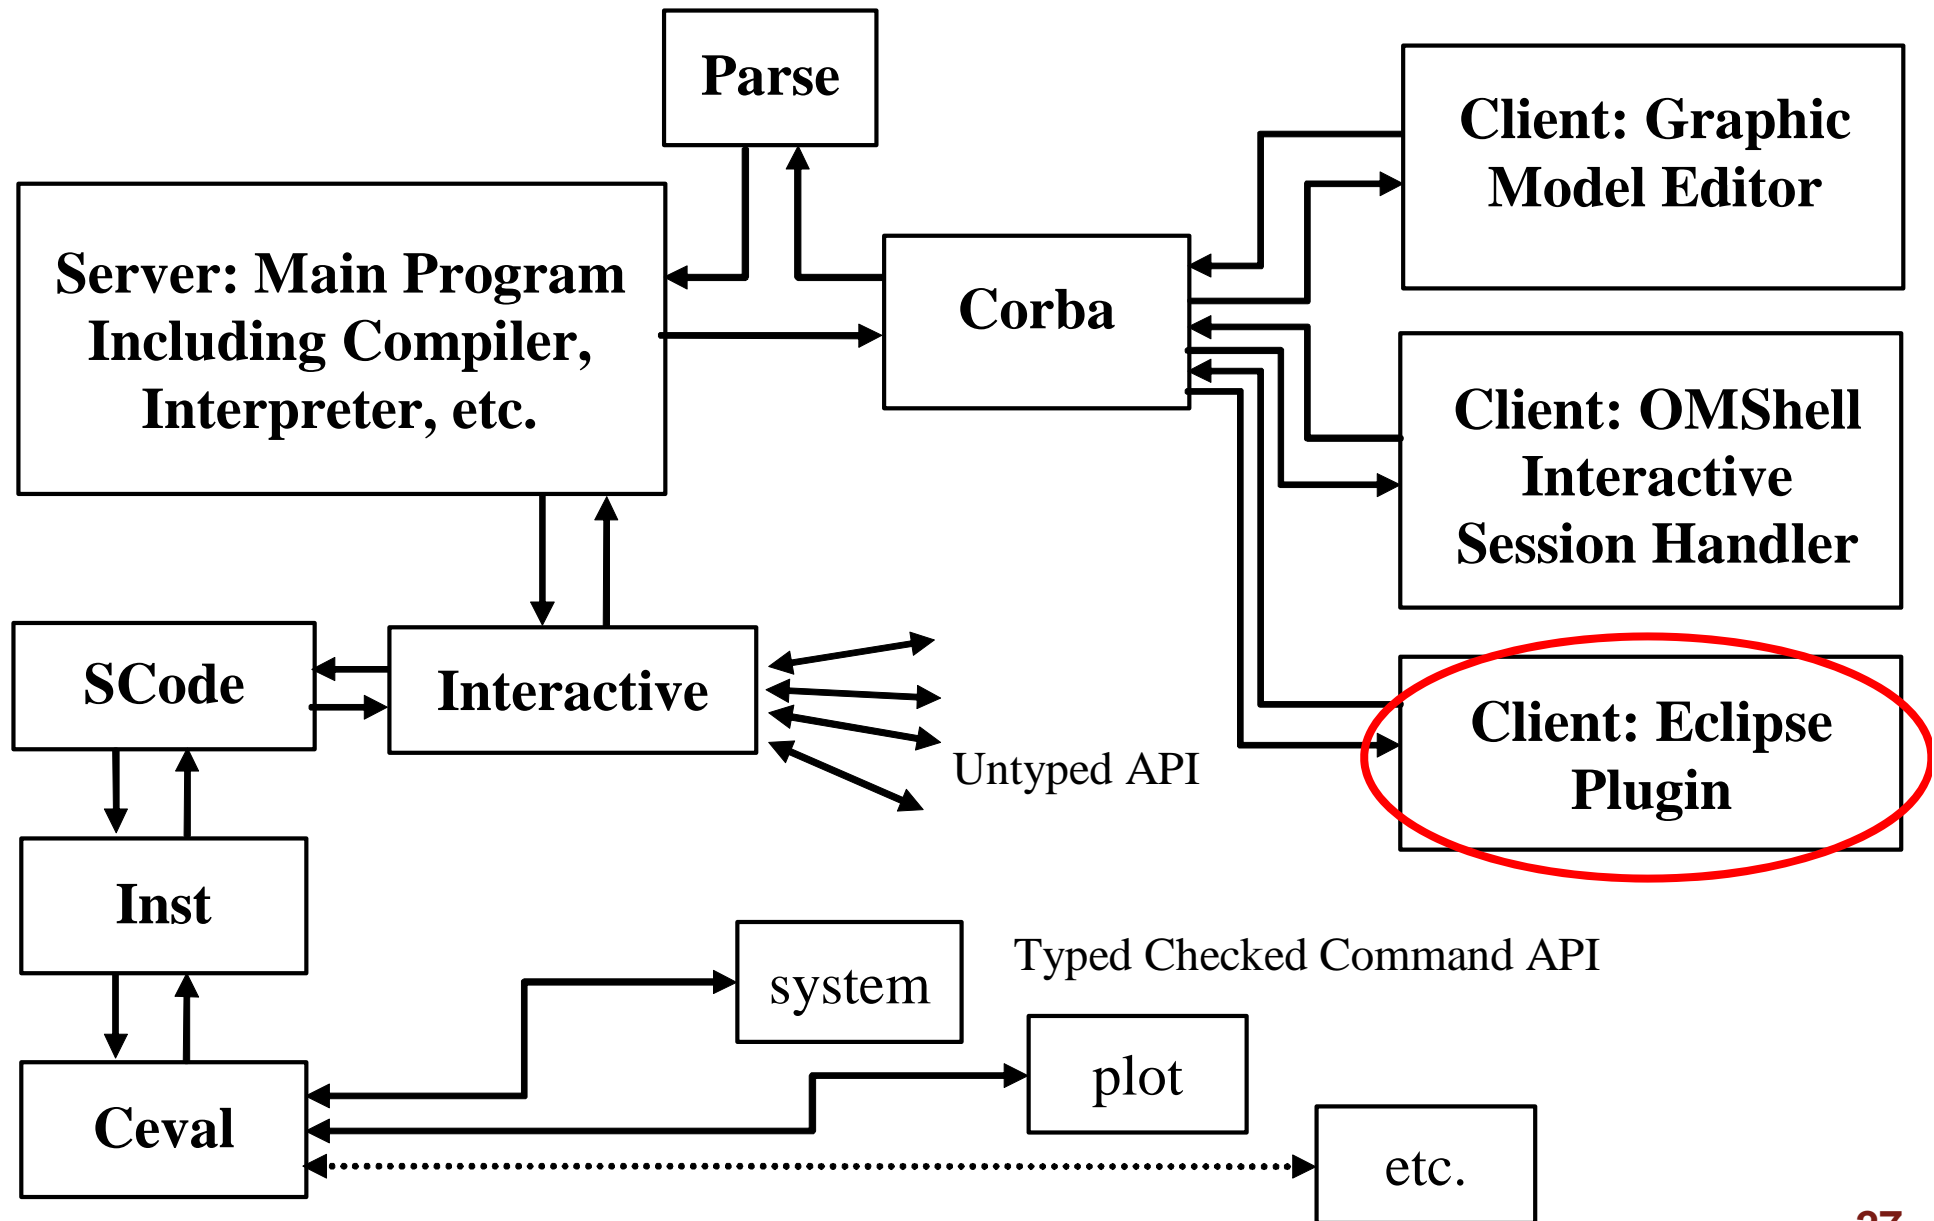 Parse
Client: Graphic
Model Editor
Server: Main Program
Including Compiler,
Interpreter, etc.
Corba
Client: OMShell
Interactive
Session Handler
SCode
Interactive
Untyped API
Client: Eclipse
Plugin
Inst
system
Typed Checked Command API
plot
Ceval
etc.